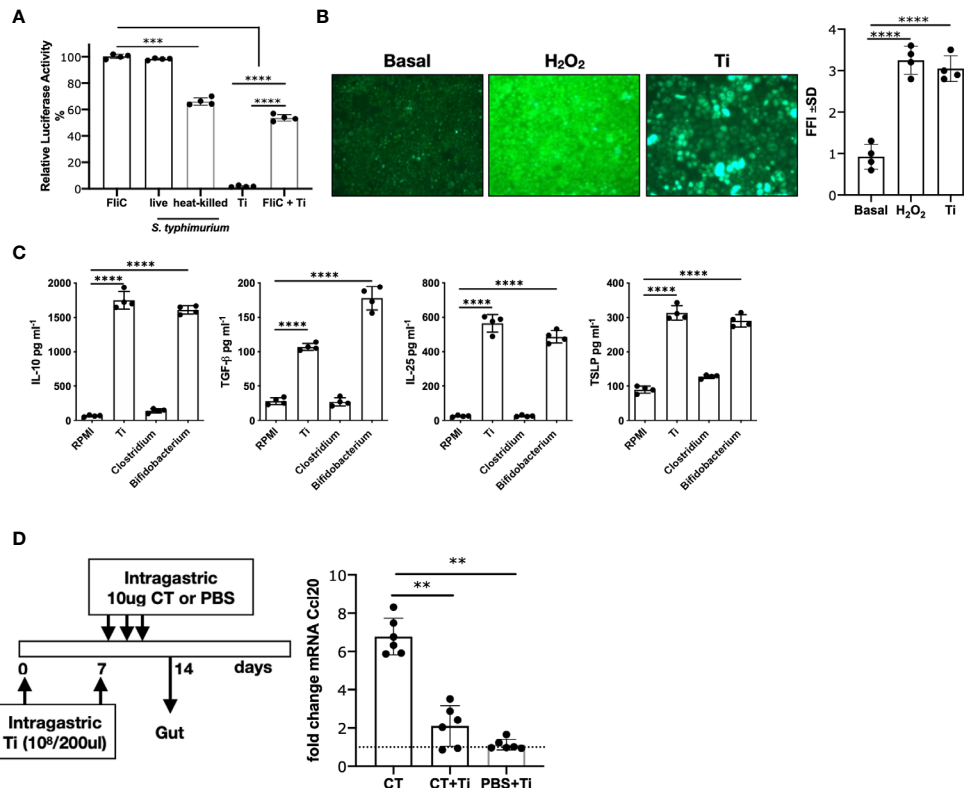 A
Relative Luciferase Activity
%
100
80
60
40
20
0
***
****
****
FliC
live
heat-killed
Ti
FliC + Ti
S. typhimurium
B
Basal
H₂O₂
Ti
FFI ±SD
4
3
2
1
0
****
****
Basal
H₂O₂
Ti
C
IL-10 pg ml⁻¹
2000
1500
1000
500
0
****
****
RPMI
Ti
Clostridium
Bifidobacterium
TGF-β pg ml⁻¹
200
150
100
50
0
****
****
RPMI
Ti
Clostridium
Bifidobacterium
IL-25 pg ml⁻¹
800
600
400
200
0
****
****
RPMI
Ti
Clostridium
Bifidobacterium
TSLP pg ml⁻¹
400
300
200
100
0
****
****
RPMI
Ti
Clostridium
Bifidobacterium
D
Intragastric
10ug CT or PBS
0
7
14
days
Intragastric
Ti (10⁸/200ul)
Gut
fold change mRNA Ccl20
10
8
6
4
2
0
**
**
CT
CT+Ti
PBS+Ti